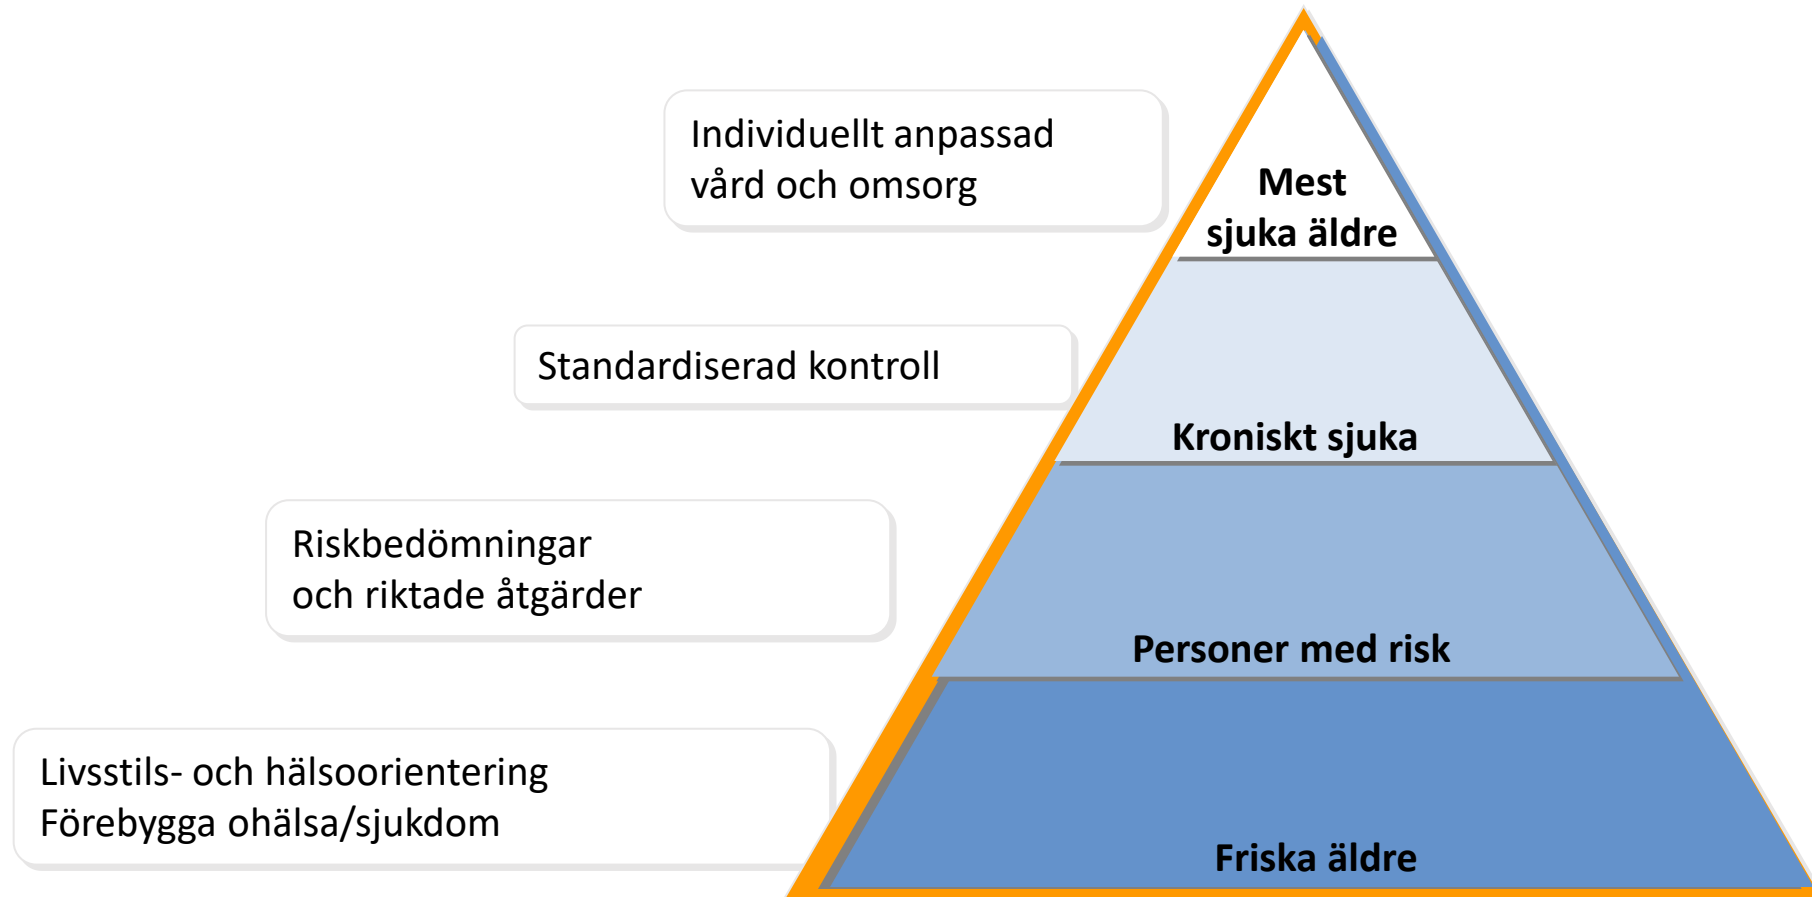 Individuellt anpassad
vård och omsorg
Mest
sjuka äldre
Standardiserad kontroll
Kroniskt sjuka
Riskbedömningar
och riktade åtgärder
Personer med risk
Livsstils- och hälsoorientering
Förebygga ohälsa/sjukdom
Friska äldre